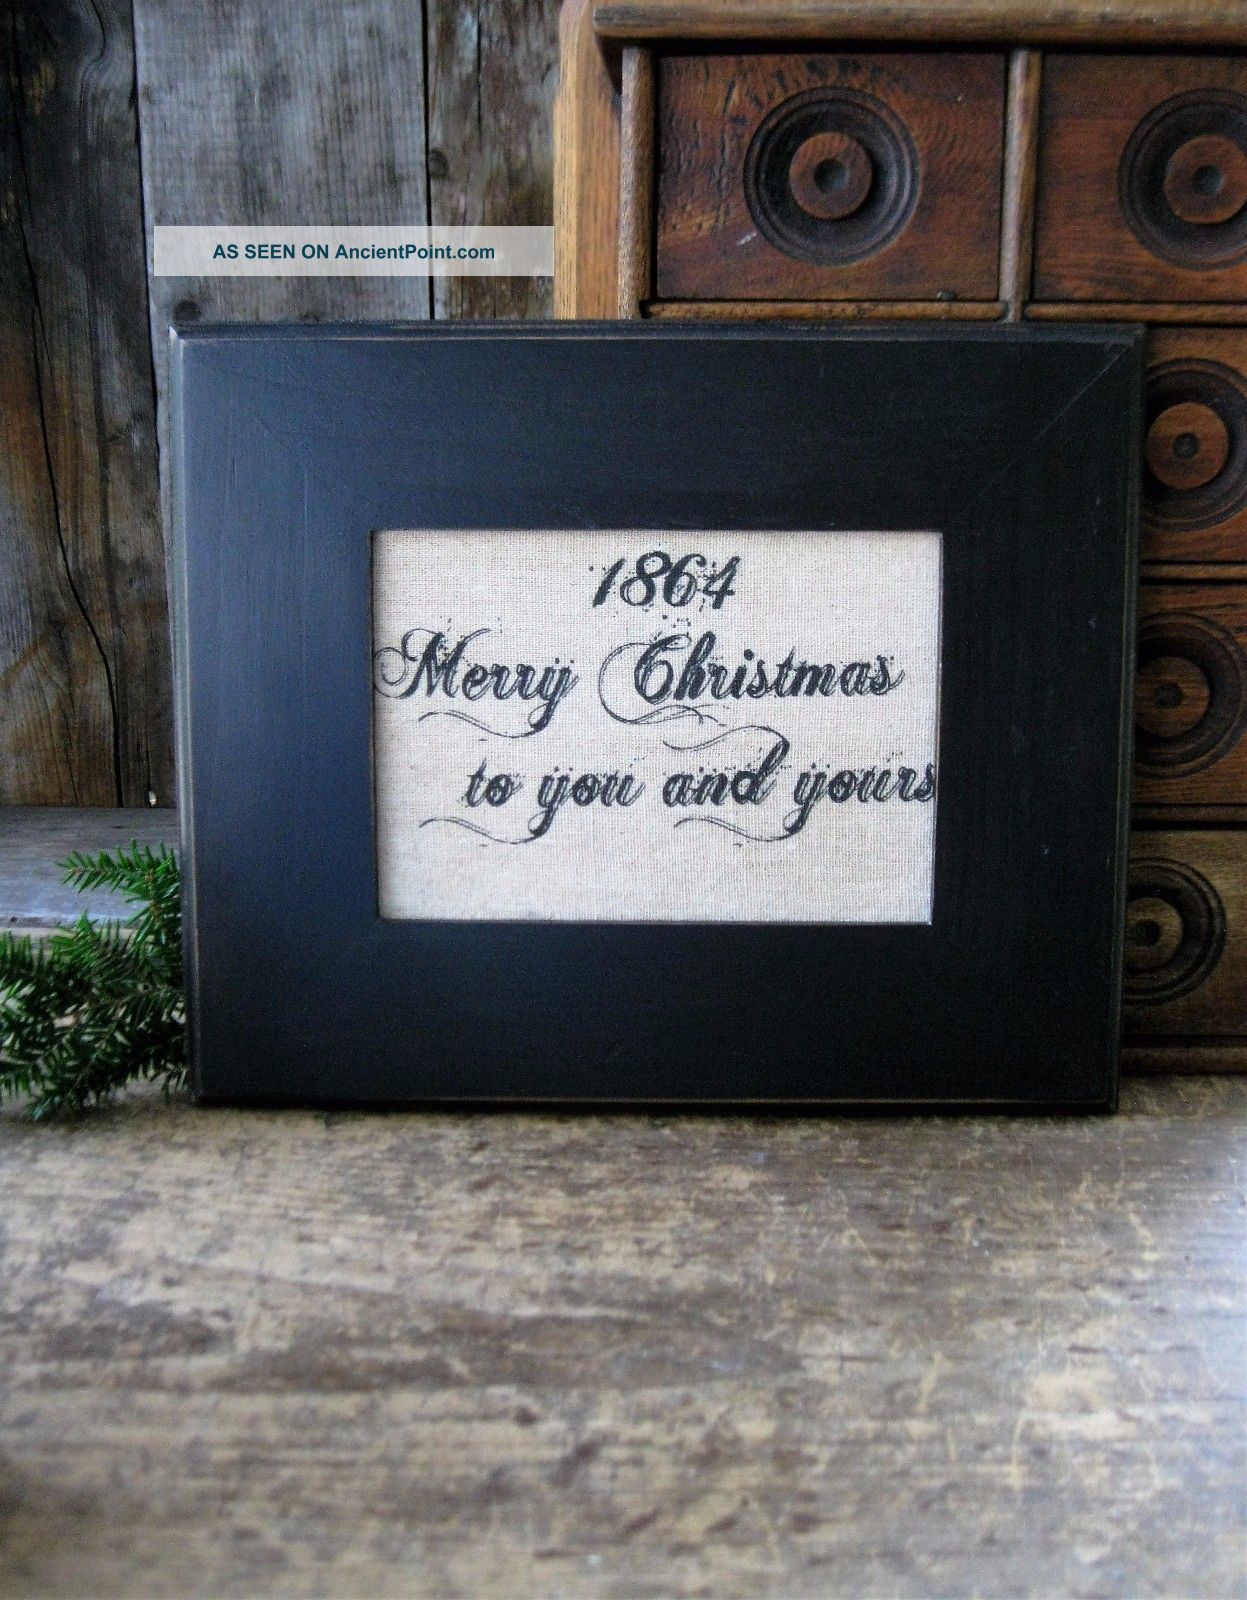 AS SEEN ON AncientPoint.com
1864
Merry Christmas
to you and yours